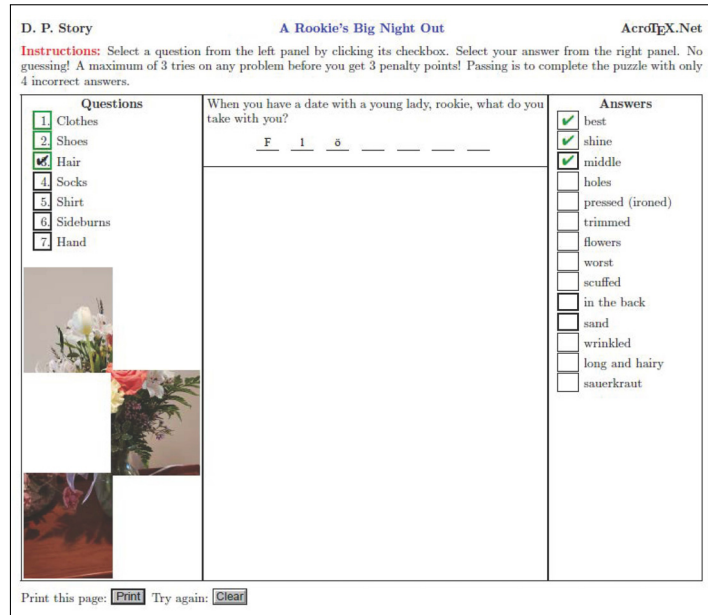 D. P. Story A Rookie's Big Night Out AcroTEX.Net
Instructions: Select a question from the left panel by clicking its checkbox. Select your answer from the right panel. No
guessing! A maximum of 3 tries on any problem before you get 3 penalty points! Passing is to complete the puzzle with only
4 incorrect answers.
Questions
1. Clothes
2. Shoes
3. Hair
4. Socks
5. Shirt
6. Sideburns
7. Hand
When you have a date with a young lady, rookie, what do you
take with you?
F l ö
Answers
best
shine
middle
holes
pressed (ironed)
trimmed
flowers
worst
scuffed
in the back
sand
wrinkled
long and hairy
sauerkraut
Print this page: Print Try again: Clear